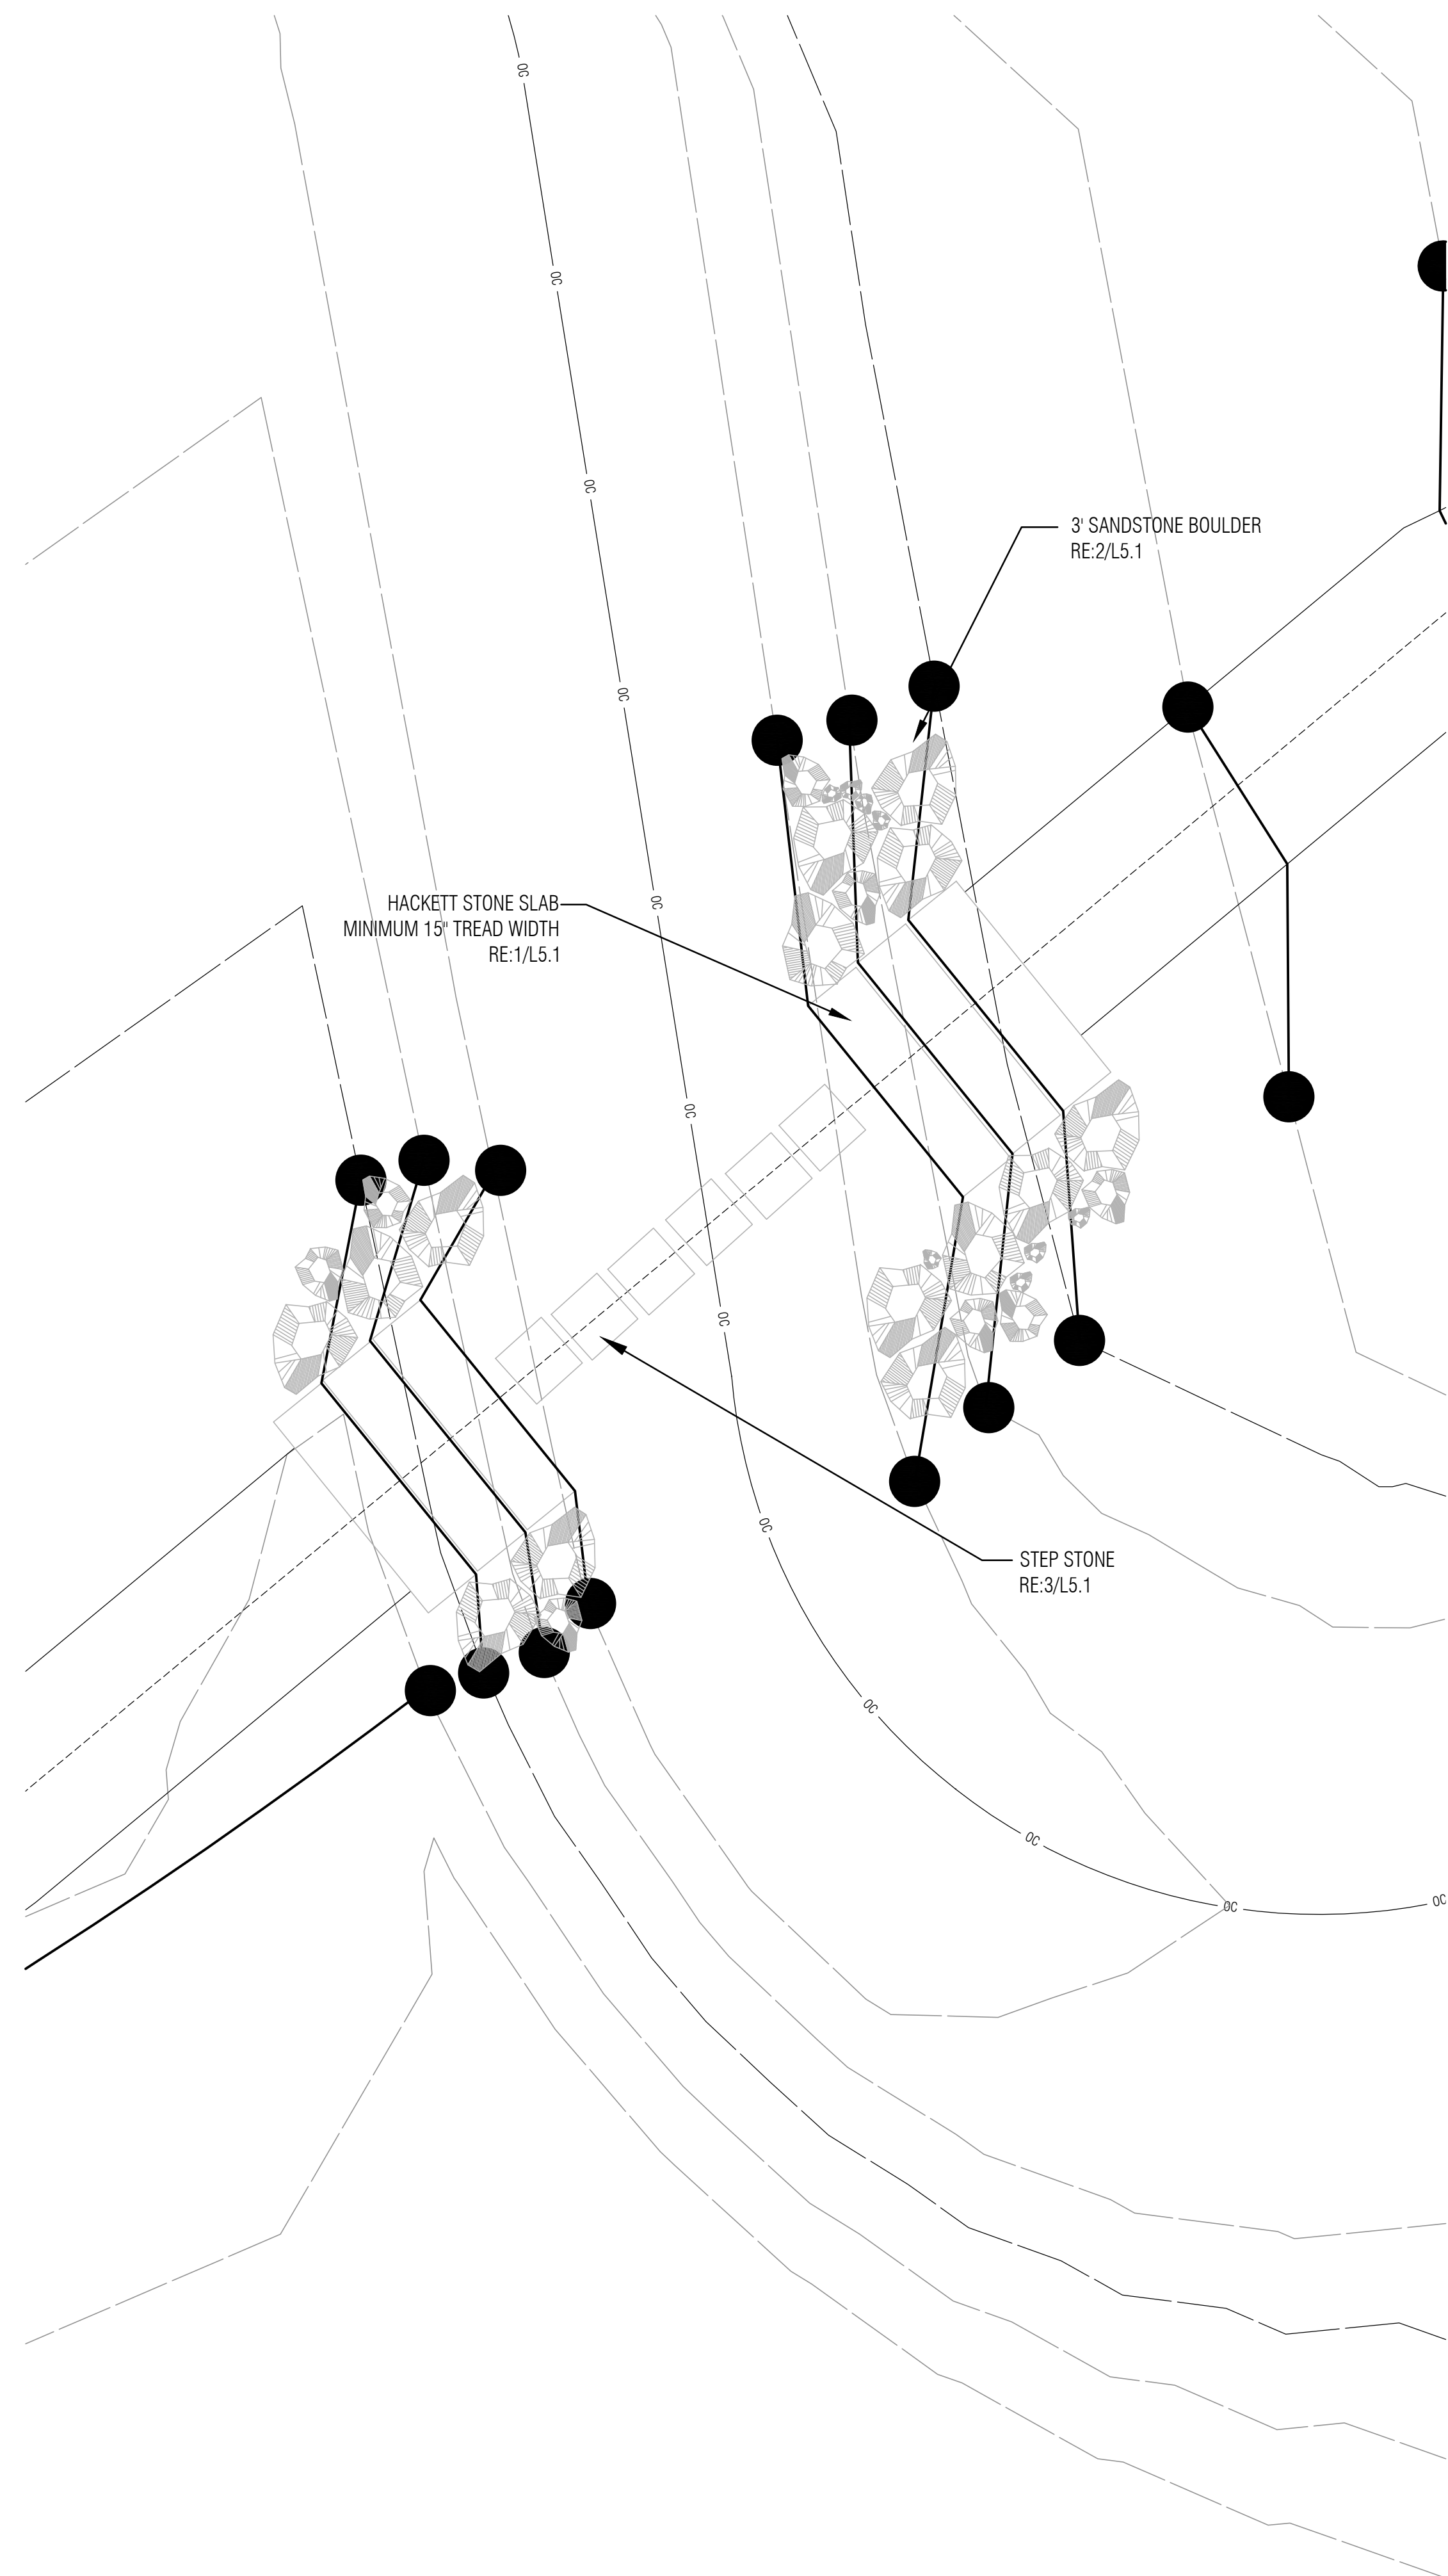 OC
OC
OC
3' SANDSTONE BOULDER
RE:2/L5.1
OC
HACKETT STONE SLAB
MINIMUM 15" TREAD WIDTH
RE:1/L5.1
OC
OC
OC
OC
STEP STONE
RE:3/L5.1
OC
OC
OC
OC